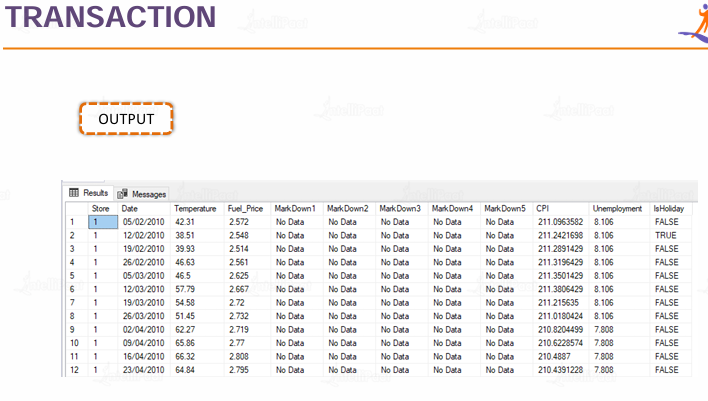 TRANSACTION
OUTPUT
Results Messages
Store Date Temperature Fuel_Price MarkDown1 MarkDown2 MarkDown3 MarkDown4 MarkDown5 CPI Unemployment IsHoliday
1 1 05/02/2010 42.31 2.572 No Data No Data No Data No Data No Data 211.0963582 8.106 FALSE
2 1 12/02/2010 38.51 2.548 No Data No Data No Data No Data No Data 211.2421698 8.106 TRUE
3 1 19/02/2010 39.93 2.514 No Data No Data No Data No Data No Data 211.2891429 8.106 FALSE
4 1 26/02/2010 46.63 2.561 No Data No Data No Data No Data No Data 211.3196429 8.106 FALSE
5 1 05/03/2010 46.5 2.625 No Data No Data No Data No Data No Data 211.3501429 8.106 FALSE
6 1 12/03/2010 57.79 2.667 No Data No Data No Data No Data No Data 211.3806429 8.106 FALSE
7 1 19/03/2010 54.58 2.72 No Data No Data No Data No Data No Data 211.215635 8.106 FALSE
8 1 26/03/2010 51.45 2.732 No Data No Data No Data No Data No Data 211.0180424 8.106 FALSE
9 1 02/04/2010 62.27 2.719 No Data No Data No Data No Data No Data 210.8204499 7.808 FALSE
10 1 09/04/2010 65.86 2.77 No Data No Data No Data No Data No Data 210.6228574 7.808 FALSE
11 1 16/04/2010 66.32 2.808 No Data No Data No Data No Data No Data 210.4887 7.808 FALSE
12 1 23/04/2010 64.84 2.795 No Data No Data No Data No Data No Data 210.4391228 7.808 FALSE